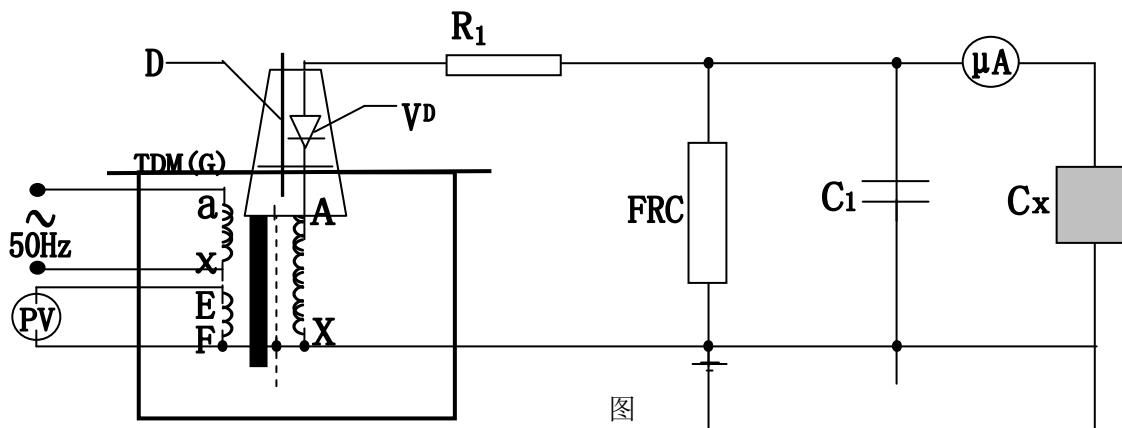 R₁
D
μA
Vᴰ
TDM(G)
a
A
FRC
C₁
Cx
~
50Hz
x
E
PV
F
X
图